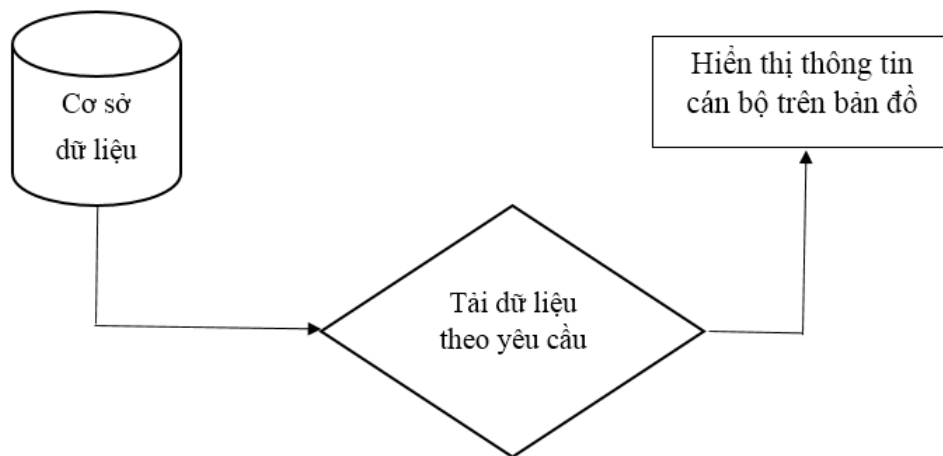 Cơ sở
dữ liệu
Hiển thị thông tin
cán bộ trên bản đồ
Tải dữ liệu
theo yêu cầu